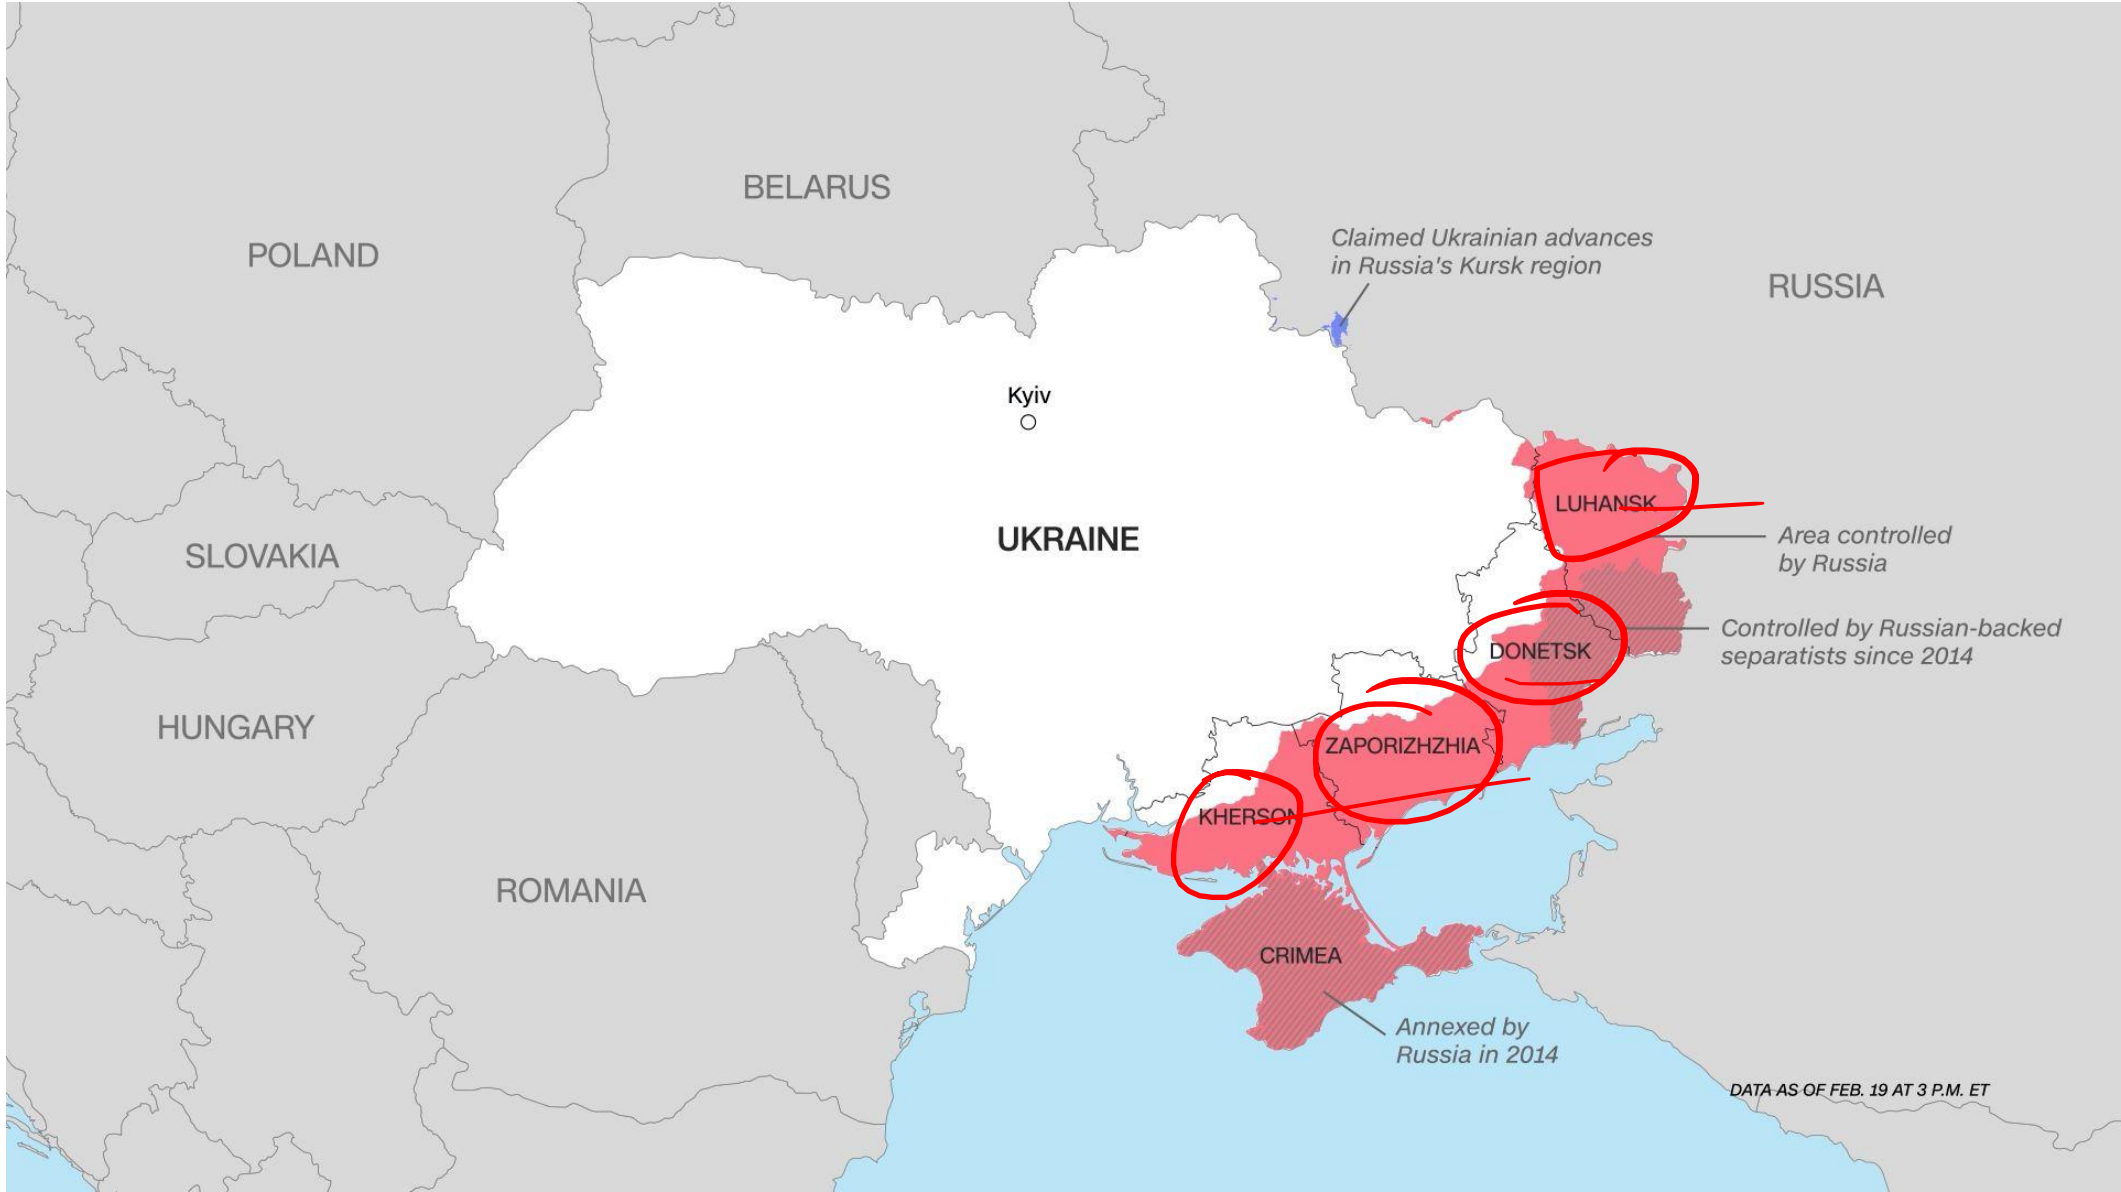 BELARUS
POLAND
Claimed Ukrainian advances
in Russia's Kursk region
RUSSIA
Kyiv
LUHANSK
UKRAINE
Area controlled
by Russia
SLOVAKIA
Controlled by Russian-backed
separatists since 2014
DONETSK
HUNGARY
ZAPORIZHZHIA
KHERSON
ROMANIA
CRIMEA
Annexed by
Russia in 2014
DATA AS OF FEB. 19 AT 3 P.M. ET